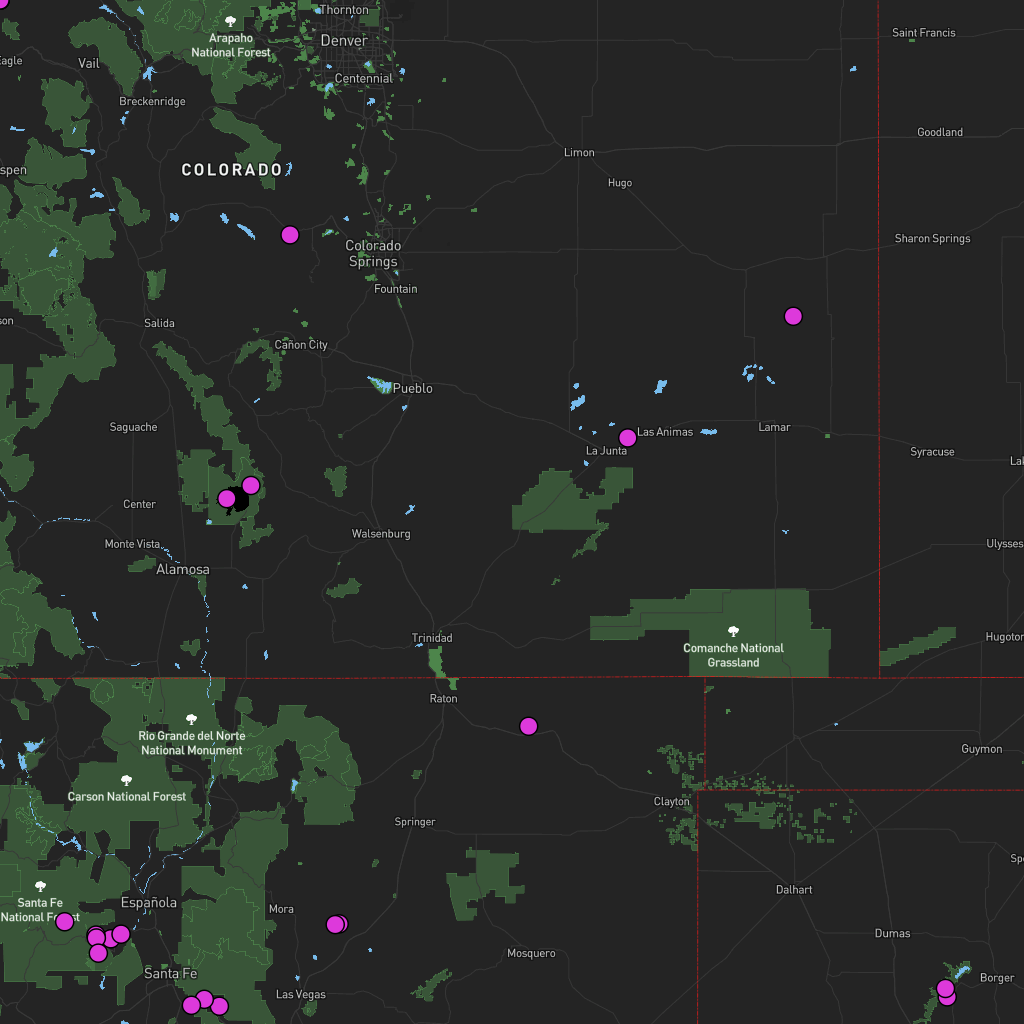 Thornton
Saint Francis
Denver
Arapaho
National Forest
Vail
Centennial
Breckenridge
Goodland
Limon
COLORADO
Hugo
Sharon Springs
Colorado
Springs
Fountain
Salida
Cañon City
Pueblo
Saguache
Las Animas
Lamar
La Junta
Syracuse
Center
Walsenburg
Monte Vista
Ulysses
Alamosa
Trinidad
Hugoton
Comanche National
Grassland
Raton
Rio Grande del Norte
National Monument
Guymon
Carson National Forest
Clayton
Springer
Dalhart
Santa Fe
National Forest
Española
Mora
Dumas
Mosquero
Santa Fe
Borger
Las Vegas